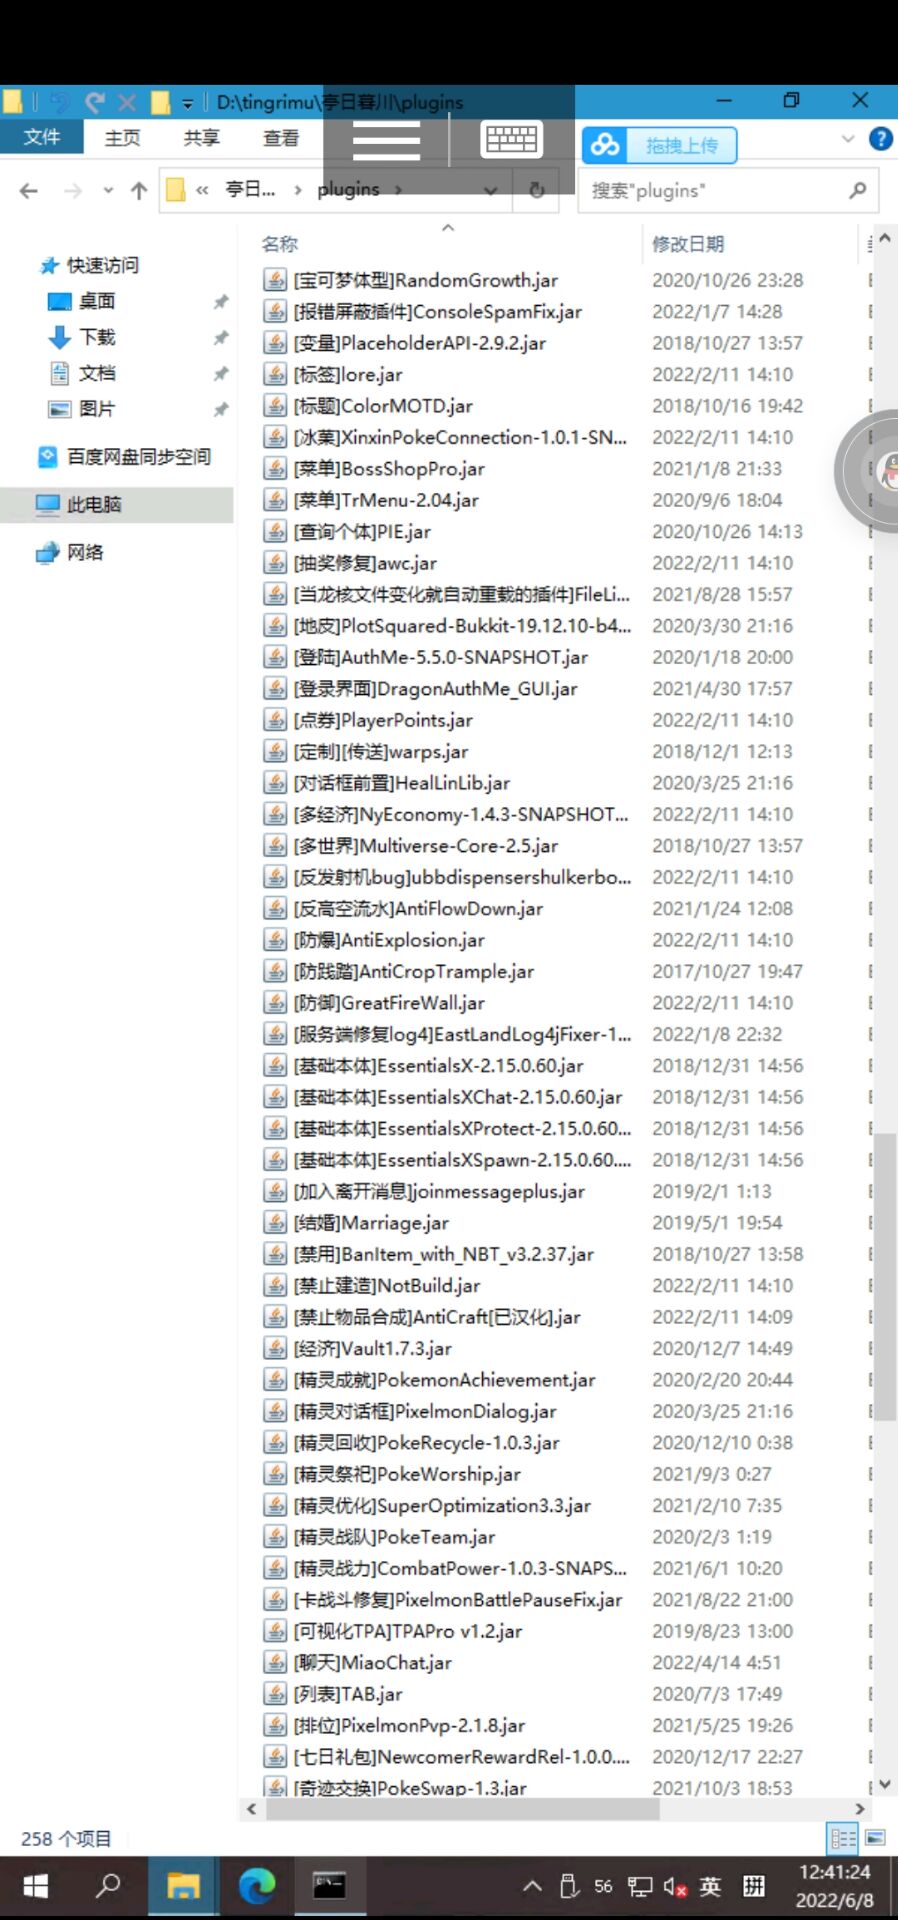 D:\tingrimu\亭日暮川\plugins
文件 主页 共享 查看
拖拽上传
« 亭日... › plugins ›
搜索"plugins"
名称 修改日期
快速访问
桌面
下载
文档
图片
百度网盘同步空间
此电脑
网络
[宝可梦体型]RandomGrowth.jar 2020/10/26 23:28
[报错屏蔽插件]ConsoleSpamFix.jar 2022/1/7 14:28
[变量]PlaceholderAPI-2.9.2.jar 2018/10/27 13:57
[标签]lore.jar 2022/2/11 14:10
[标题]ColorMOTD.jar 2018/10/16 19:42
[冰菓]XinxinPokeConnection-1.0.1-SN... 2022/2/11 14:10
[菜单]BossShopPro.jar 2021/1/8 21:33
[菜单]TrMenu-2.04.jar 2020/9/6 18:04
[查询个体]PIE.jar 2020/10/26 14:13
[抽奖修复]awc.jar 2022/2/11 14:10
[当龙核文件变化就自动重载的插件]FileLi... 2021/8/28 15:57
[地皮]PlotSquared-Bukkit-19.12.10-b4... 2020/3/30 21:16
[登陆]AuthMe-5.5.0-SNAPSHOT.jar 2020/1/18 20:00
[登录界面]DragonAuthMe_GUI.jar 2021/4/30 17:57
[点券]PlayerPoints.jar 2022/2/11 14:10
[定制][传送]warps.jar 2018/12/1 12:13
[对话框前置]HealLinLib.jar 2020/3/25 21:16
[多经济]NyEconomy-1.4.3-SNAPSHOT... 2022/2/11 14:10
[多世界]Multiverse-Core-2.5.jar 2018/10/27 13:57
[反发射机bug]ubbdispensershulkerbo... 2022/2/11 14:10
[反高空流水]AntiFlowDown.jar 2021/1/24 12:08
[防爆]AntiExplosion.jar 2022/2/11 14:10
[防践踏]AntiCropTrample.jar 2017/10/27 19:47
[防御]GreatFireWall.jar 2022/2/11 14:10
[服务端修复log4]EastLandLog4jFixer-1... 2022/1/8 22:32
[基础本体]EssentialsX-2.15.0.60.jar 2018/12/31 14:56
[基础本体]EssentialsXChat-2.15.0.60.jar 2018/12/31 14:56
[基础本体]EssentialsXProtect-2.15.0.60... 2018/12/31 14:56
[基础本体]EssentialsXSpawn-2.15.0.60.... 2018/12/31 14:56
[加入离开消息]joinmessageplus.jar 2019/2/1 1:13
[结婚]Marriage.jar 2019/5/1 19:54
[禁用]BanItem_with_NBT_v3.2.37.jar 2018/10/27 13:58
[禁止建造]NotBuild.jar 2022/2/11 14:10
[禁止物品合成]AntiCraft[已汉化].jar 2022/2/11 14:09
[经济]Vault1.7.3.jar 2020/12/7 14:49
[精灵成就]PokemonAchievement.jar 2020/2/20 20:44
[精灵对话框]PixelmonDialog.jar 2020/3/25 21:16
[精灵回收]PokeRecycle-1.0.3.jar 2020/12/10 0:38
[精灵祭祀]PokeWorship.jar 2021/9/3 0:27
[精灵优化]SuperOptimization3.3.jar 2021/2/10 7:35
[精灵战队]PokeTeam.jar 2020/2/3 1:19
[精灵战力]CombatPower-1.0.3-SNAPS... 2021/6/1 10:20
[卡战斗修复]PixelmonBattlePauseFix.jar 2021/8/22 21:00
[可视化TPA]TPAPro v1.2.jar 2019/8/23 13:00
[聊天]MiaoChat.jar 2022/4/14 4:51
[列表]TAB.jar 2020/7/3 17:49
[排位]PixelmonPvp-2.1.8.jar 2021/5/25 19:26
[七日礼包]NewcomerRewardRel-1.0.0.... 2020/12/17 22:27
[奇迹交换]PokeSwap-1.3.jar 2021/10/3 18:53
258 个项目
56 英 拼 12:41:24
2022/6/8